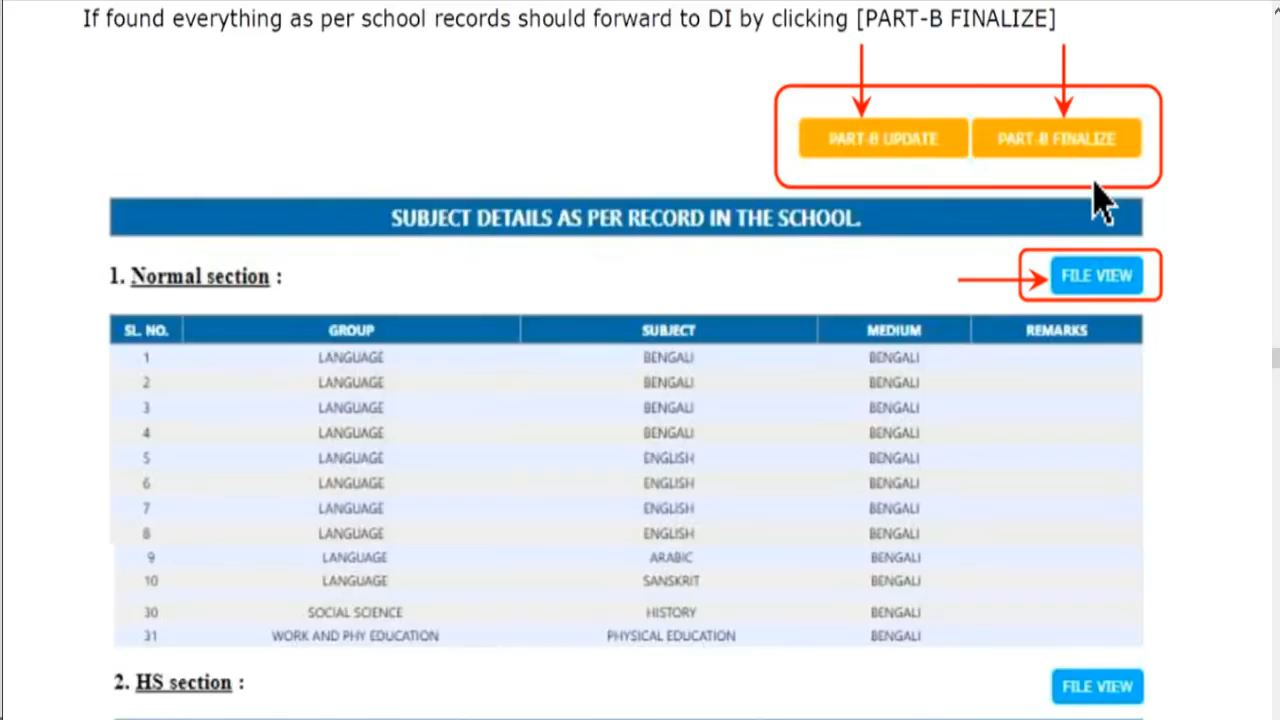 If found everything as per school records should forward to DI by clicking [PART-B FINALIZE]
PART-B UPDATE PART-B FINALIZE
SUBJECT DETAILS AS PER RECORD IN THE SCHOOL.
1. Normal section : FILE VIEW
SL. NO. GROUP SUBJECT MEDIUM REMARKS
1 LANGUAGE BENGALI BENGALI
2 LANGUAGE BENGALI BENGALI
3 LANGUAGE BENGALI BENGALI
4 LANGUAGE BENGALI BENGALI
5 LANGUAGE ENGLISH BENGALI
6 LANGUAGE ENGLISH BENGALI
7 LANGUAGE ENGLISH BENGALI
8 LANGUAGE ENGLISH BENGALI
9 LANGUAGE ARABIC BENGALI
10 LANGUAGE SANSKRIT BENGALI
30 SOCIAL SCIENCE HISTORY BENGALI
31 WORK AND PHY EDUCATION PHYSICAL EDUCATION BENGALI
2. HS section : FILE VIEW